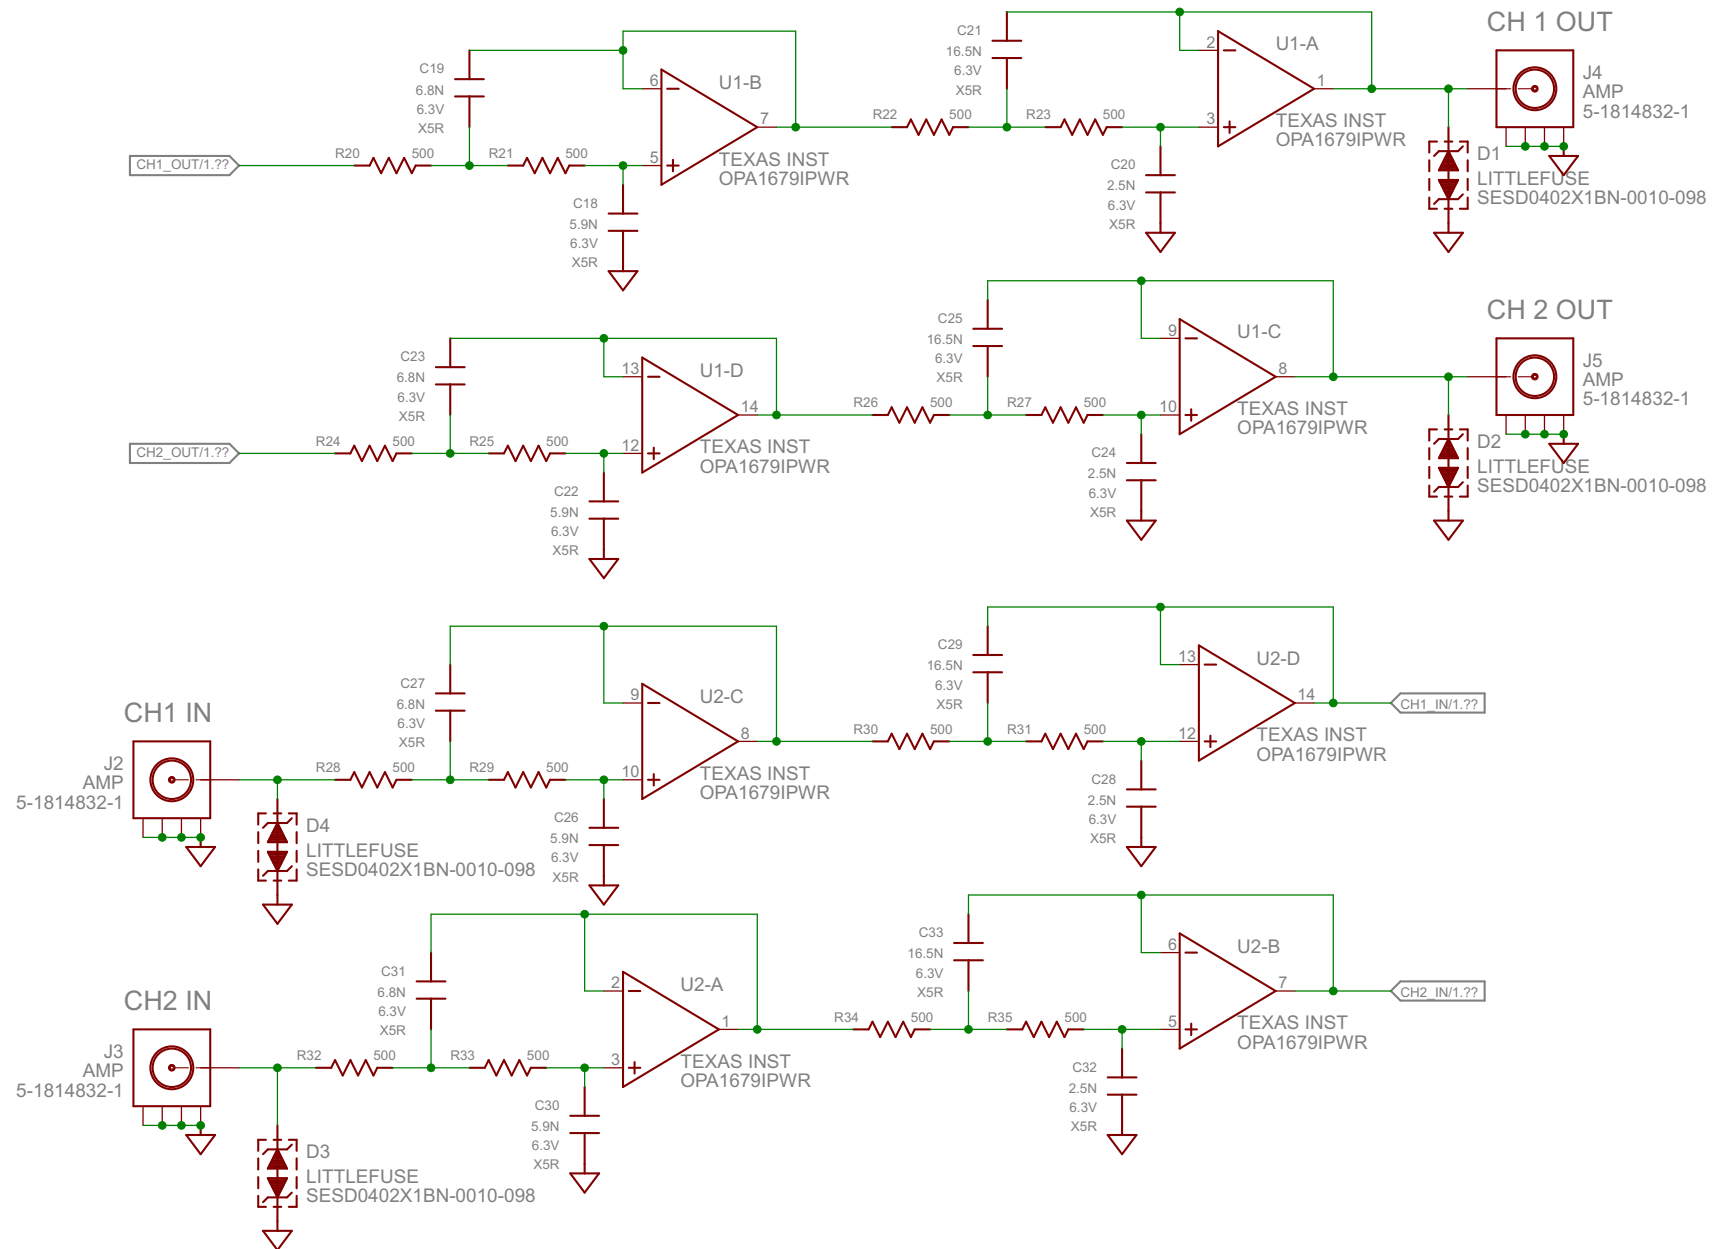 CH 1 OUT
C21
16.5N
6.3V
X5R
2
U1-A
1
3
TEXAS INST
OPA1679IPWR
J4
AMP
5-1814832-1
C19
6.8N
6.3V
X5R
6
U1-B
7
5
TEXAS INST
OPA1679IPWR
R22 500
R23 500
CH1_OUT/1.??
R20 500
R21 500
C18
5.9N
6.3V
X5R
C20
2.5N
6.3V
X5R
D1
LITTLEFUSE
SESD0402X1BN-0010-098
CH 2 OUT
C25
16.5N
6.3V
X5R
9
U1-C
8
10
TEXAS INST
OPA1679IPWR
J5
AMP
5-1814832-1
C23
6.8N
6.3V
X5R
13
U1-D
14
12
TEXAS INST
OPA1679IPWR
R26 500
R27 500
CH2_OUT/1.??
R24 500
R25 500
C22
5.9N
6.3V
X5R
C24
2.5N
6.3V
X5R
D2
LITTLEFUSE
SESD0402X1BN-0010-098
C29
16.5N
6.3V
X5R
13
U2-D
14
12
TEXAS INST
OPA1679IPWR
CH1_IN/1.??
CH1 IN
C27
6.8N
6.3V
X5R
9
U2-C
8
10
TEXAS INST
OPA1679IPWR
R30 500
R31 500
J2
AMP
5-1814832-1
R28 500
R29 500
D4
LITTLEFUSE
SESD0402X1BN-0010-098
C26
5.9N
6.3V
X5R
C28
2.5N
6.3V
X5R
C33
16.5N
6.3V
X5R
6
U2-B
7
5
TEXAS INST
OPA1679IPWR
CH2_IN/1.??
CH2 IN
C31
6.8N
6.3V
X5R
2
U2-A
1
3
TEXAS INST
OPA1679IPWR
R34 500
R35 500
J3
AMP
5-1814832-1
R32 500
R33 500
C30
5.9N
6.3V
X5R
C32
2.5N
6.3V
X5R
D3
LITTLEFUSE
SESD0402X1BN-0010-098